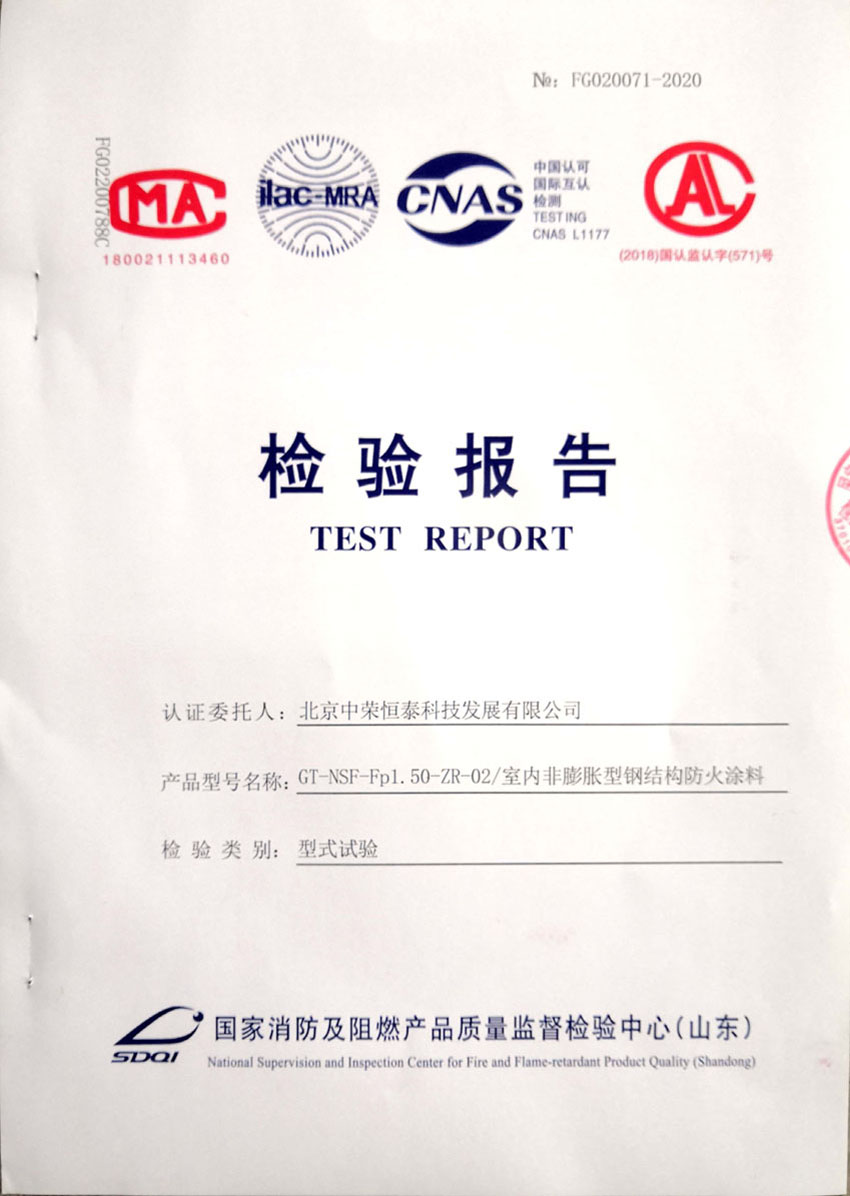 №: FG020071-2020
FG02200788C
CMA
180021113460
ilac-MRA
CNAS
中国认可
国际互认
检测
TESTING
CNAS L1177
CAL
(2018)国认监认字(571)号
检验报告
TEST REPORT
认证委托人: 北京中荣恒泰科技发展有限公司
产品型号名称: GT-NSF-Fp1.50-ZR-02/室内非膨胀型钢结构防火涂料
检验类别: 型式试验
国家消防及阻燃产品质量监督检验中心(山东)
SDQI
National Supervision and Inspection Center for Fire and Flame-retardant Product Quality (Shandong)